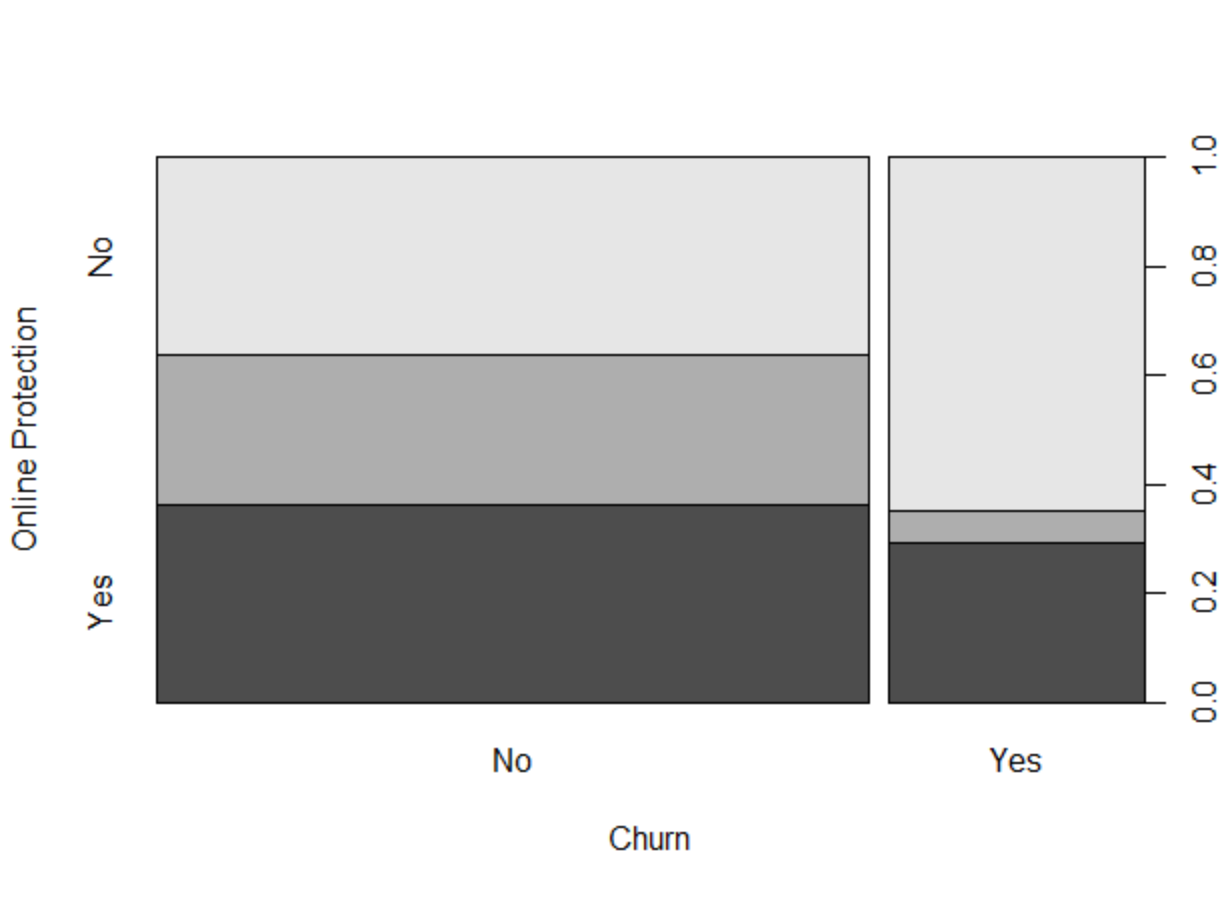 Online Protection
No
Yes
1.0
0.8
0.6
0.4
0.2
0.0
No
Yes
Churn